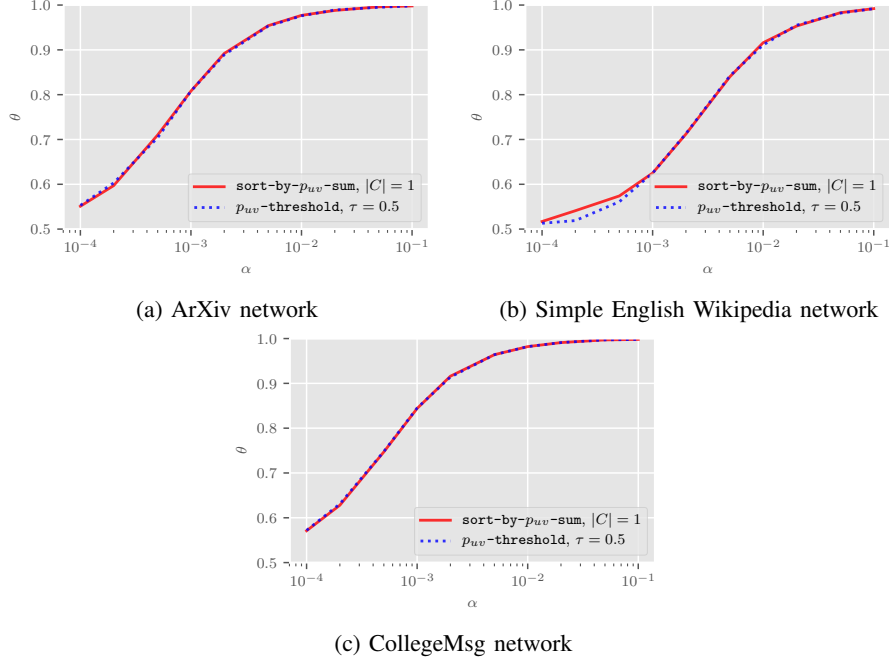 1.0
0.9
0.8
0.7
0.6
0.5
θ
sort-by-p_uv-sum, |C| = 1
p_uv-threshold, τ = 0.5
10⁻⁴ 10⁻³ 10⁻² 10⁻¹
α
(a) ArXiv network
1.0
0.9
0.8
0.7
0.6
0.5
θ
sort-by-p_uv-sum, |C| = 1
p_uv-threshold, τ = 0.5
10⁻⁴ 10⁻³ 10⁻² 10⁻¹
α
(b) Simple English Wikipedia network
1.0
0.9
0.8
0.7
0.6
0.5
θ
sort-by-p_uv-sum, |C| = 1
p_uv-threshold, τ = 0.5
10⁻⁴ 10⁻³ 10⁻² 10⁻¹
α
(c) CollegeMsg network